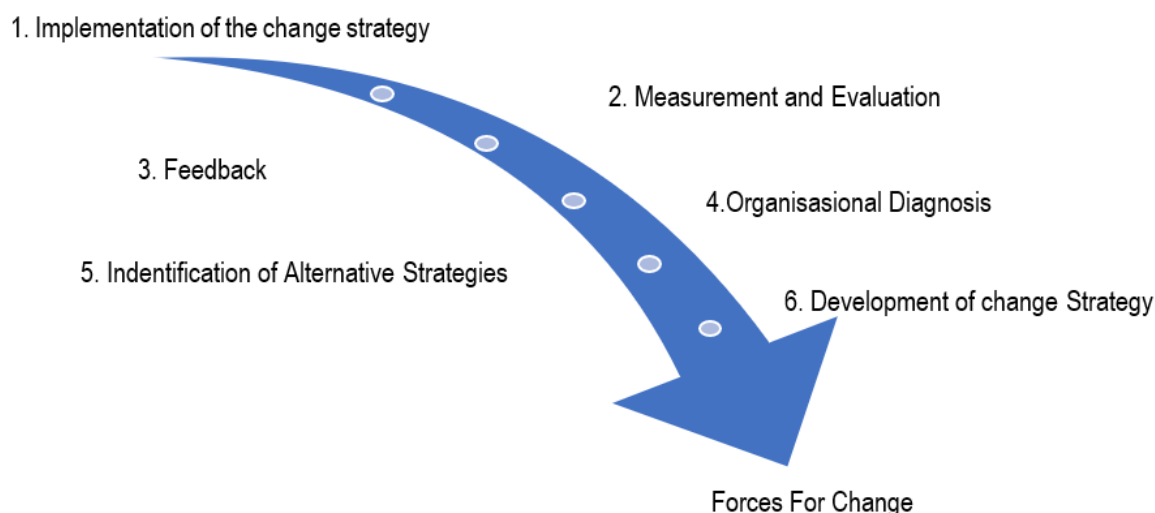 1. Implementation of the change strategy
2. Measurement and Evaluation
3. Feedback
4.Organisasional Diagnosis
5. Indentification of Alternative Strategies
6. Development of change Strategy
Forces For Change